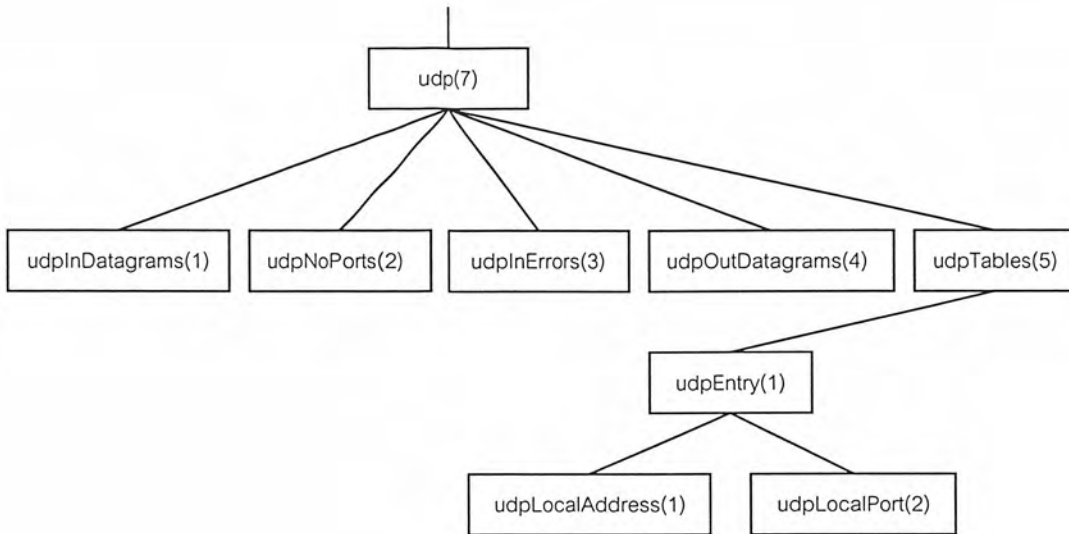 udp(7)
udpInDatagrams(1)
udpNoPorts(2)
udpInErrors(3)
udpOutDatagrams(4)
udpTables(5)
udpEntry(1)
udpLocalAddress(1)
udpLocalPort(2)